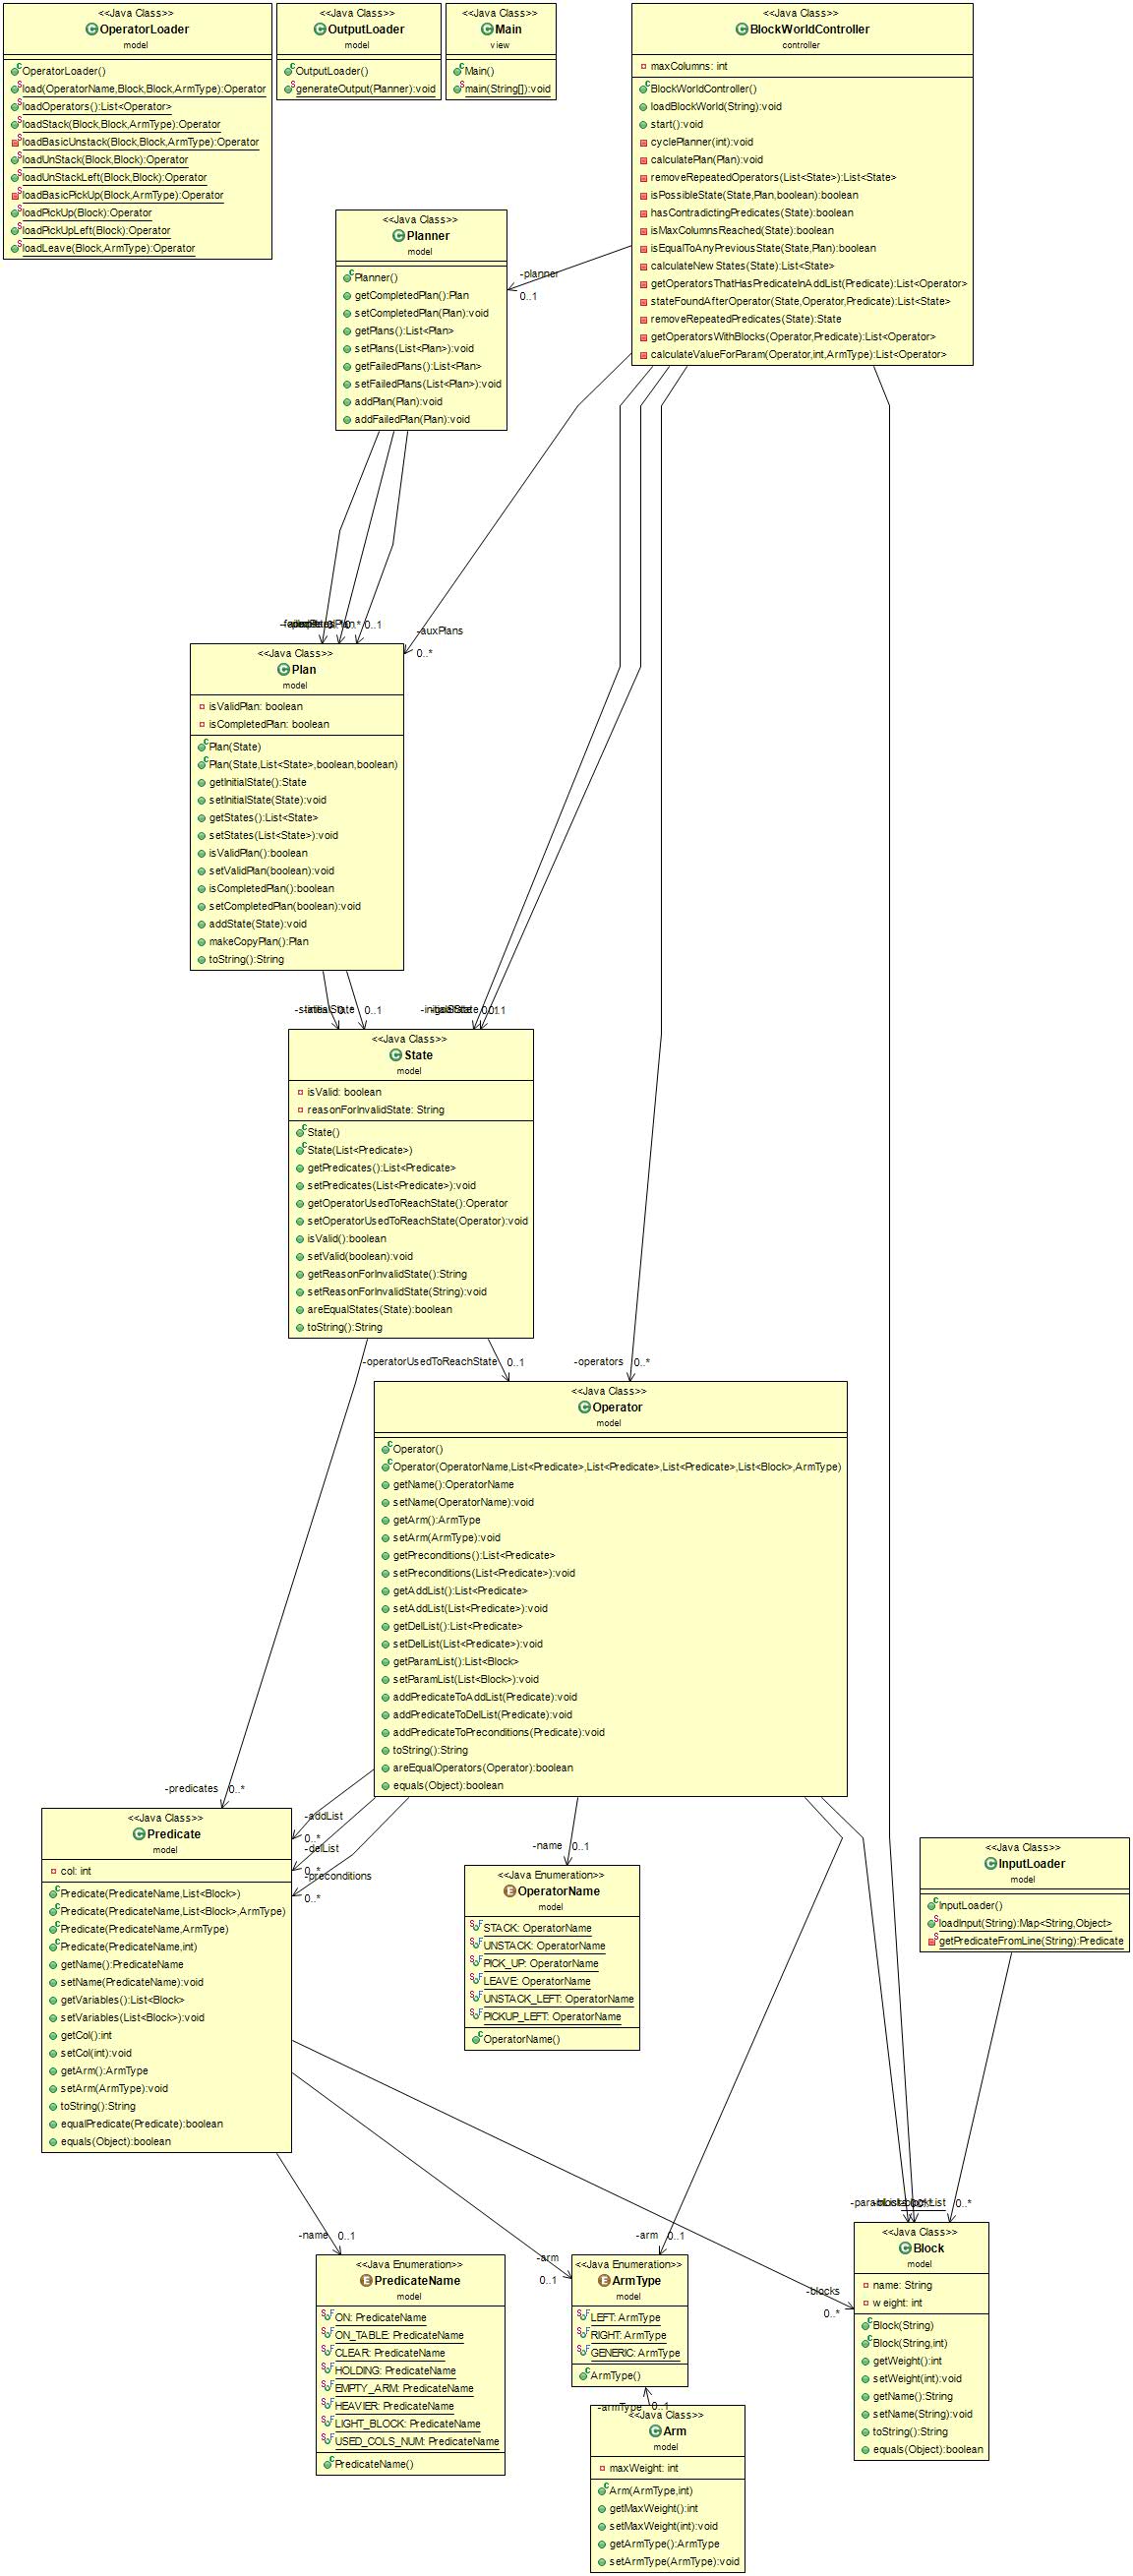 <<Java Class>>
OperatorLoader
model
OperatorLoader()
load(OperatorName,Block,Block,ArmType):Operator
loadOperators():List<Operator>
loadStack(Block,Block,ArmType):Operator
loadBasicUnstack(Block,Block,ArmType):Operator
loadUnStack(Block,Block):Operator
loadUnStackLeft(Block,Block):Operator
loadBasicPickUp(Block,ArmType):Operator
loadPickUp(Block):Operator
loadPickUpLeft(Block):Operator
loadLeave(Block,ArmType):Operator
<<Java Class>>
OutputLoader
model
OutputLoader()
generateOutput(Planner):void
<<Java Class>>
Main
view
Main()
main(String[]):void
<<Java Class>>
BlockWorldController
controller
maxColumns: int
BlockWorldController()
loadBlockWorld(String):void
start():void
cyclePlanner(int):void
calculatePlan(Plan):void
removeRepeatedOperators(List<State>):List<State>
isPossibleState(State,Plan,boolean):boolean
hasContradictingPredicates(State):boolean
isMaxColumnsReached(State):boolean
isEqualToAnyPreviousState(State,Plan):boolean
calculateNewStates(State):List<State>
getOperatorsThatHasPredicateInAddList(Predicate):List<Operator>
stateFoundAfterOperator(State,Operator,Predicate):List<State>
removeRepeatedPredicates(State):State
getOperatorsWithBlocks(Operator,Predicate):List<Operator>
calculateValueForParam(Operator,int,ArmType):List<Operator>
<<Java Class>>
Planner
model
Planner()
getCompletedPlan():Plan
setCompletedPlan(Plan):void
getPlans():List<Plan>
setPlans(List<Plan>):void
getFailedPlans():List<Plan>
setFailedPlans(List<Plan>):void
addPlan(Plan):void
addFailedPlan(Plan):void
-planner
0..1
0..1
-auxPlans
0..*
<<Java Class>>
Plan
model
isValidPlan: boolean
isCompletedPlan: boolean
Plan(State)
Plan(State,List<State>,boolean,boolean)
getInitialState():State
setInitialState(State):void
getStates():List<State>
setStates(List<State>):void
isValidPlan():boolean
setValidPlan(boolean):void
isCompletedPlan():boolean
setCompletedPlan(boolean):void
addState(State):void
makeCopyPlan():Plan
toString():String
0..1
<<Java Class>>
State
model
isValid: boolean
reasonForInvalidState: String
State()
State(List<Predicate>)
getPredicates():List<Predicate>
setPredicates(List<Predicate>):void
getOperatorUsedToReachState():Operator
setOperatorUsedToReachState(Operator):void
isValid():boolean
setValid(boolean):void
getReasonForInvalidState():String
setReasonForInvalidState(String):void
areEqualStates(State):boolean
toString():String
-operatorUsedToReachState 0..1
-operators 0..*
<<Java Class>>
Operator
model
Operator()
Operator(OperatorName,List<Predicate>,List<Predicate>,List<Predicate>,List<Block>,ArmType)
getName():OperatorName
setName(OperatorName):void
getArm():ArmType
setArm(ArmType):void
getPreconditions():List<Predicate>
setPreconditions(List<Predicate>):void
getAddList():List<Predicate>
setAddList(List<Predicate>):void
getDelList():List<Predicate>
setDelList(List<Predicate>):void
getParamList():List<Block>
setParamList(List<Block>):void
addPredicateToAddList(Predicate):void
addPredicateToDelList(Predicate):void
addPredicateToPreconditions(Predicate):void
toString():String
areEqualOperators(Operator):boolean
equals(Object):boolean
-predicates 0..*
-addList
0..*
-delList
0..*
-preconditions
0..*
<<Java Class>>
Predicate
model
col: int
Predicate(PredicateName,List<Block>)
Predicate(PredicateName,List<Block>,ArmType)
Predicate(PredicateName,ArmType)
Predicate(PredicateName,int)
getName():PredicateName
setName(PredicateName):void
getVariables():List<Block>
setVariables(List<Block>):void
getCol():int
setCol(int):void
getArm():ArmType
setArm(ArmType):void
toString():String
equalPredicate(Predicate):boolean
equals(Object):boolean
-name 0..1
<<Java Enumeration>>
OperatorName
model
STACK: OperatorName
UNSTACK: OperatorName
PICK_UP: OperatorName
LEAVE: OperatorName
UNSTACK_LEFT: OperatorName
PICKUP_LEFT: OperatorName
OperatorName()
<<Java Class>>
InputLoader
model
InputLoader()
loadInput(String):Map<String,Object>
getPredicateFromLine(String):Predicate
0..*
-name 0..1
<<Java Enumeration>>
PredicateName
model
ON: PredicateName
ON_TABLE: PredicateName
CLEAR: PredicateName
HOLDING: PredicateName
EMPTY_ARM: PredicateName
HEAVIER: PredicateName
LIGHT_BLOCK: PredicateName
USED_COLS_NUM: PredicateName
PredicateName()
-arm
0..1
-arm 0..1
<<Java Enumeration>>
ArmType
model
LEFT: ArmType
RIGHT: ArmType
GENERIC: ArmType
ArmType()
-blocks
0..*
<<Java Class>>
Block
model
name: String
weight: int
Block(String)
Block(String,int)
getWeight():int
setWeight(int):void
getName():String
setName(String):void
toString():String
equals(Object):boolean
-armType 0..1
<<Java Class>>
Arm
model
maxWeight: int
Arm(ArmType,int)
getMaxWeight():int
setMaxWeight(int):void
getArmType():ArmType
setArmType(ArmType):void